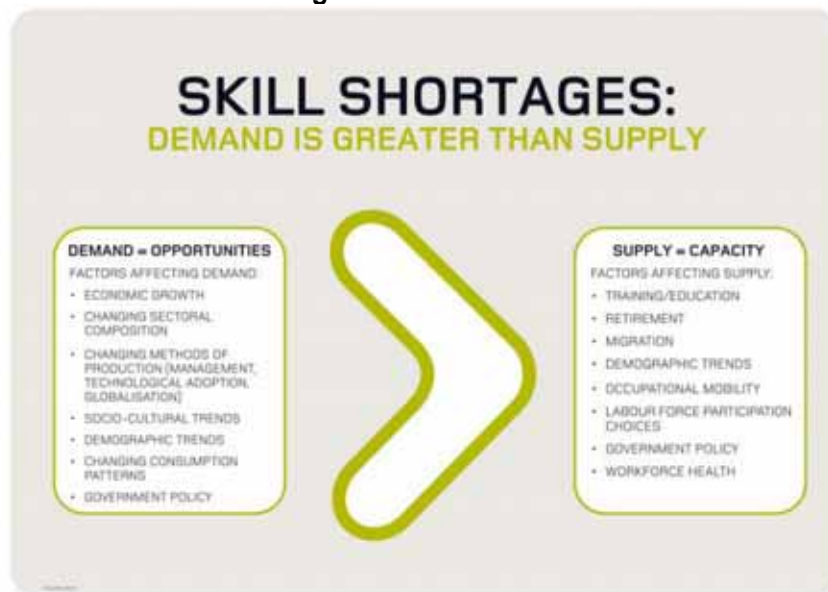 SKILL SHORTAGES:
DEMAND IS GREATER THAN SUPPLY
DEMAND = OPPORTUNITIES
FACTORS AFFECTING DEMAND:
• ECONOMIC GROWTH
• CHANGING SECTORAL
COMPOSITION
• CHANGING METHODS OF
PRODUCTION (MANAGEMENT,
TECHNOLOGICAL ADOPTION,
GLOBALISATION)
• SOCIO-CULTURAL TRENDS
• DEMOGRAPHIC TRENDS
• CHANGING CONSUMPTION
PATTERNS
• GOVERNMENT POLICY
SUPPLY = CAPACITY
FACTORS AFFECTING SUPPLY:
• TRAINING/EDUCATION
• RETIREMENT
• MIGRATION
• DEMOGRAPHIC TRENDS
• OCCUPATIONAL MOBILITY
• LABOUR FORCE PARTICIPATION
CHOICES
• GOVERNMENT POLICY
• WORKFORCE HEALTH